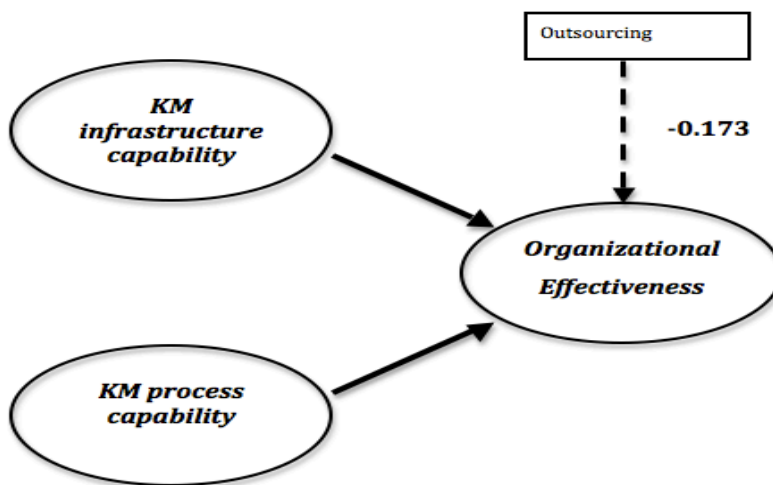 Outsourcing
KM
infrastructure
capability
-0.173
Organizational
Effectiveness
KM process
capability